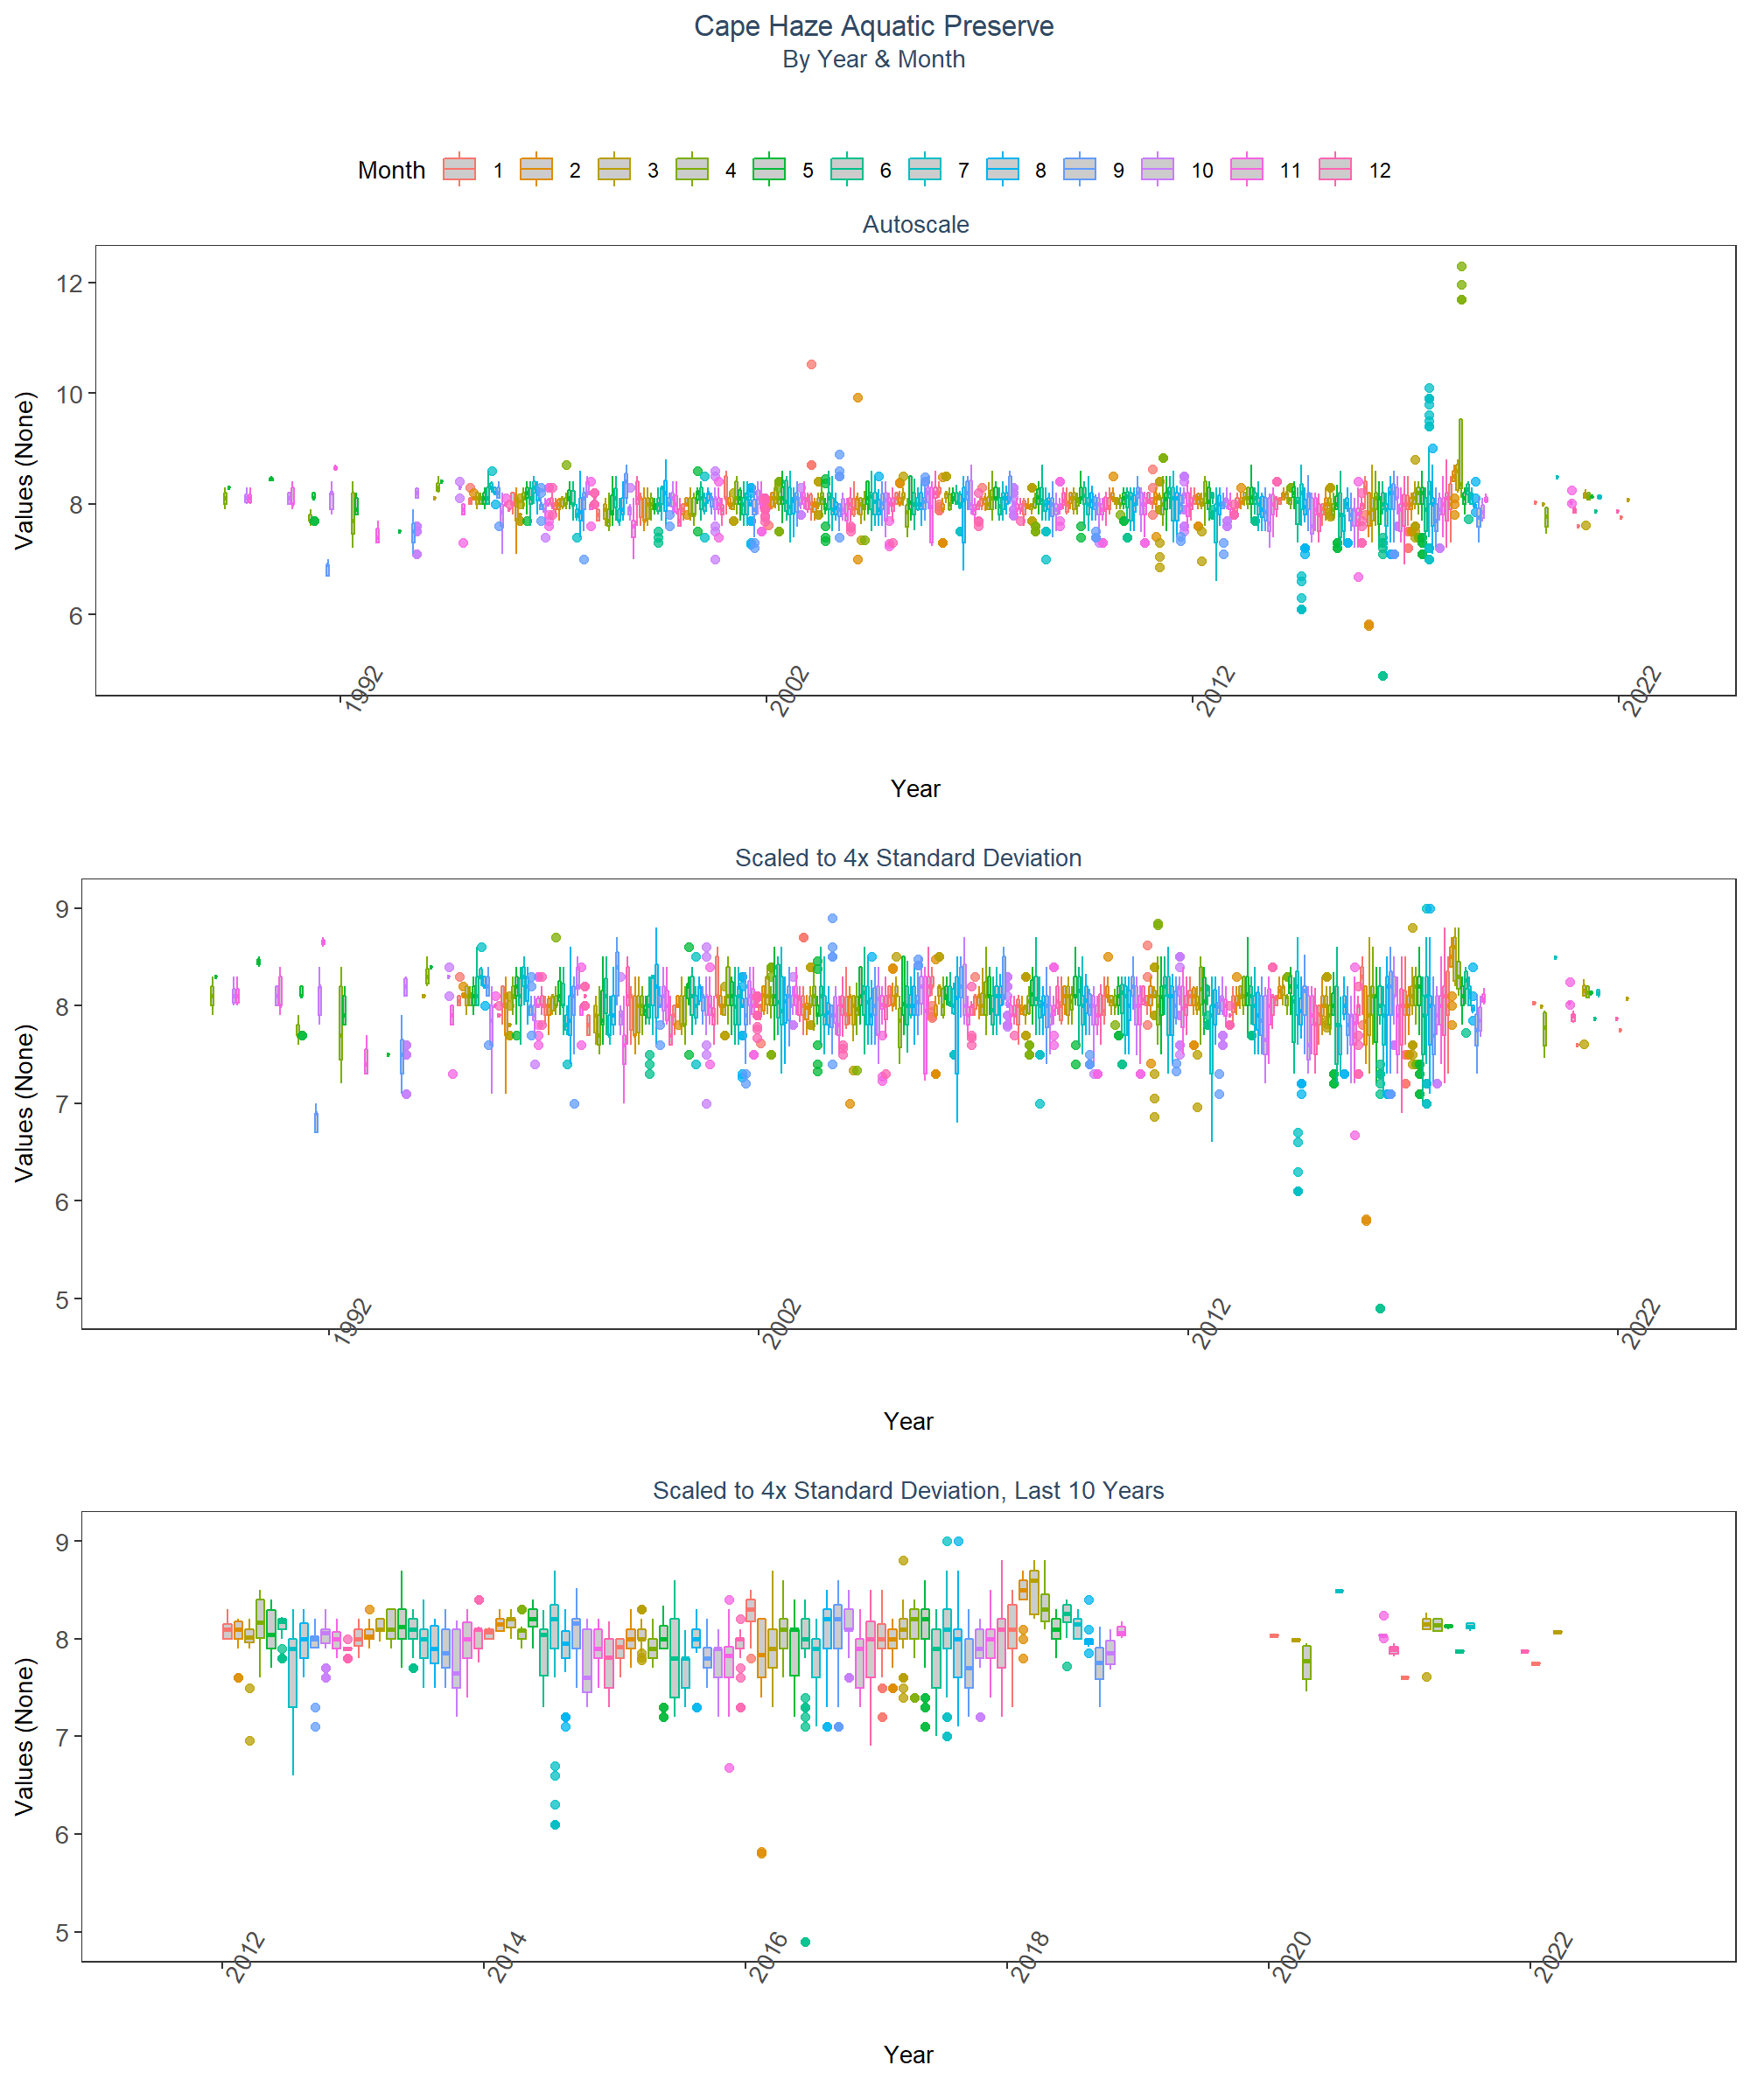 Cape Haze Aquatic Preserve
By Year & Month
Month 1 2 3 4 5 6 7 8 9 10 11 12
Autoscale
Values (None)
12
10
8
6
1992 2002 2012 2022
Year
Scaled to 4x Standard Deviation
Values (None)
9
8
7
6
5
1992 2002 2012 2022
Year
Scaled to 4x Standard Deviation, Last 10 Years
Values (None)
9
8
7
6
5
2012 2014 2016 2018 2020 2022
Year